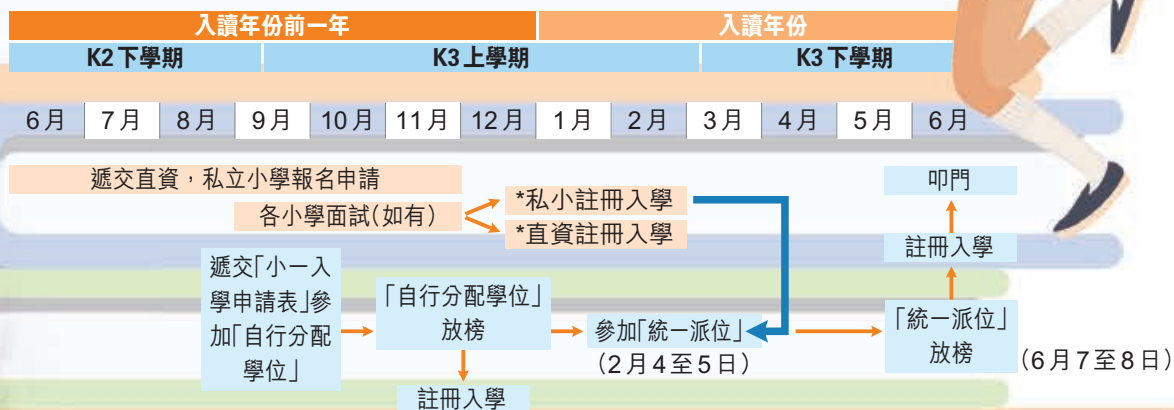 入讀年份前一年
入讀年份
K2下學期
K3上學期
K3下學期
6月
7月
8月
9月
10月
11月
12月
1月
2月
3月
4月
5月
6月
遞交直資，私立小學報名申請
叩門
*私小註冊入學
各小學面試(如有)
*直資註冊入學
註冊入學
遞交「小一入
學申請表」參
加「自行分配
學位」
「自行分配學位」
放榜
參加「統一派位」
(2月4至5日)
「統一派位」
放榜
(6月7至8日)
註冊入學